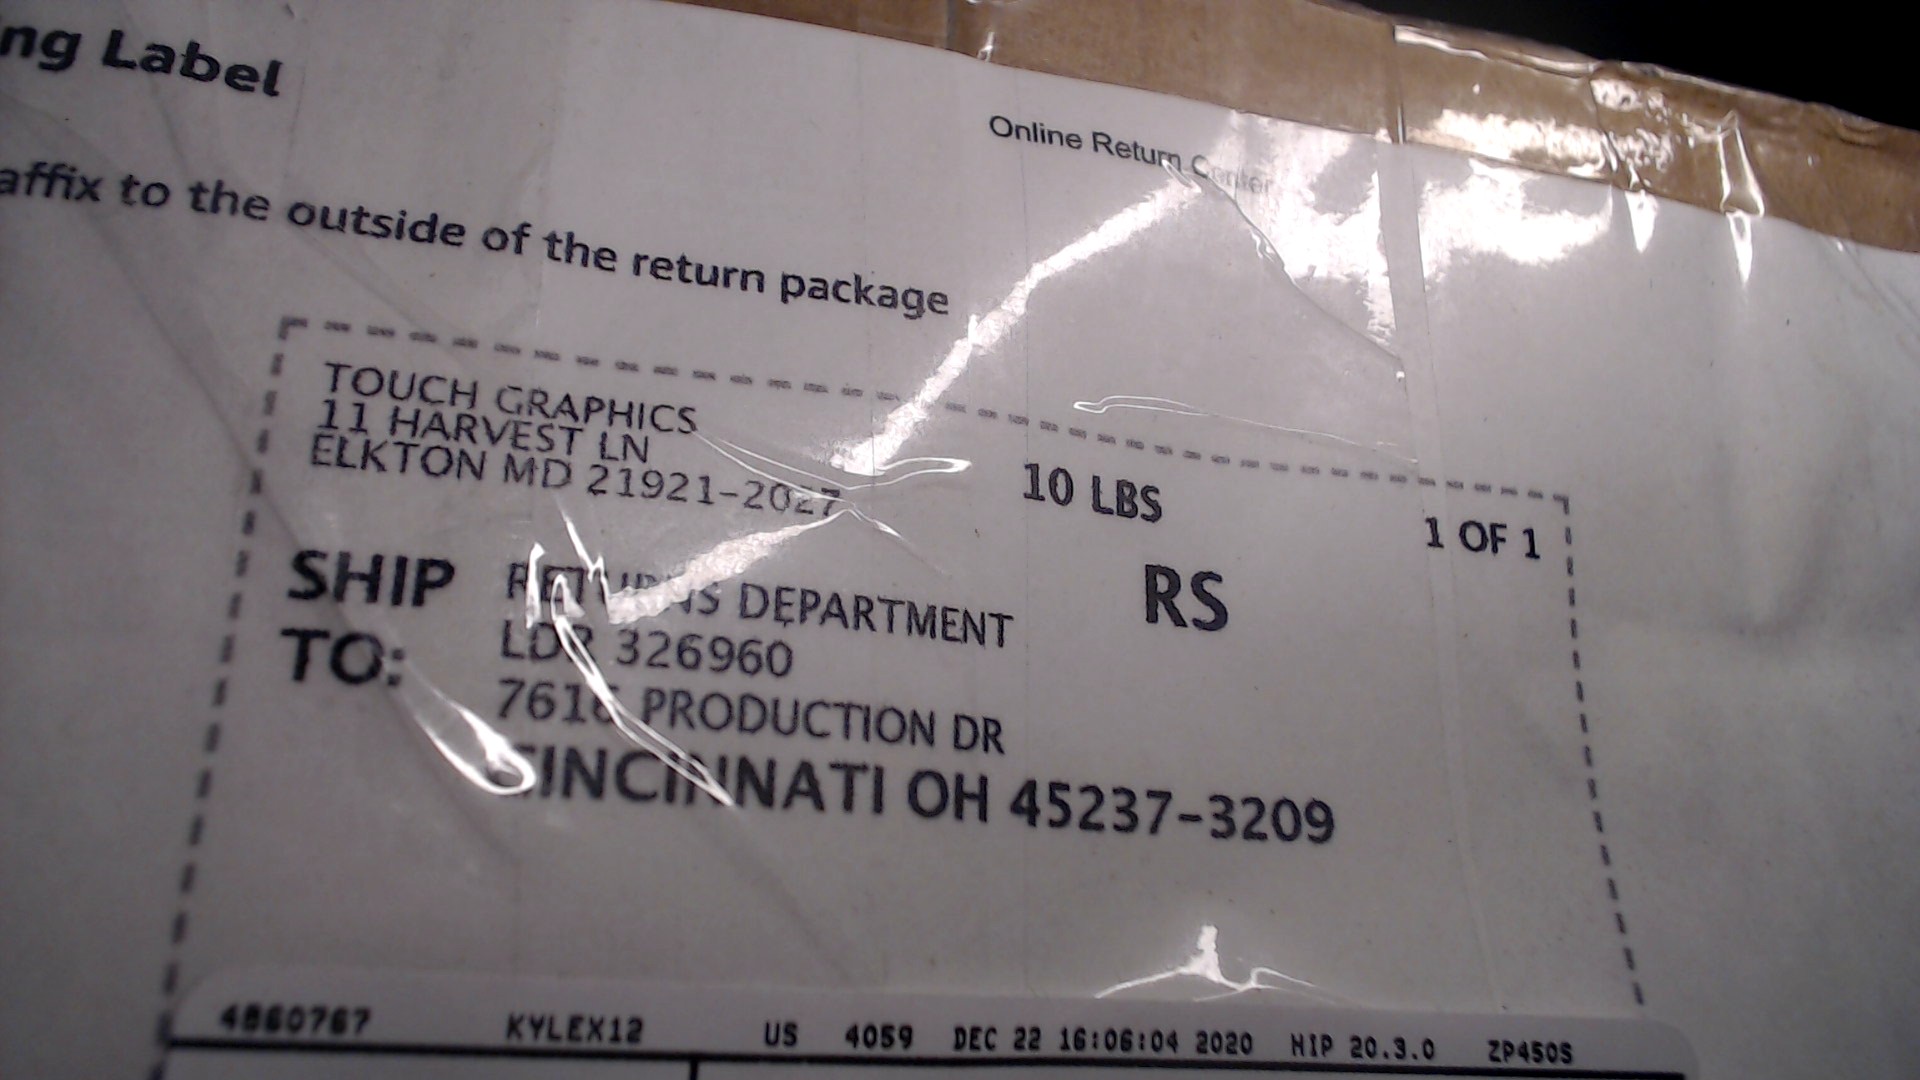 ng Label
Online Return Center
affix to the outside of the return package
TOUCH GRAPHICS
11 HARVEST LN
ELKTON MD 21921-2027
10 LBS
1 OF 1
SHIP TO:
RETURNS DEPARTMENT
RS
326960
PRODUCTION DR
CINCINNATI OH 45237-3209
4860767 KYLEX12 US 4059 DEC 22 16:06:04 2020 HIP 20.3.0 ZP450S